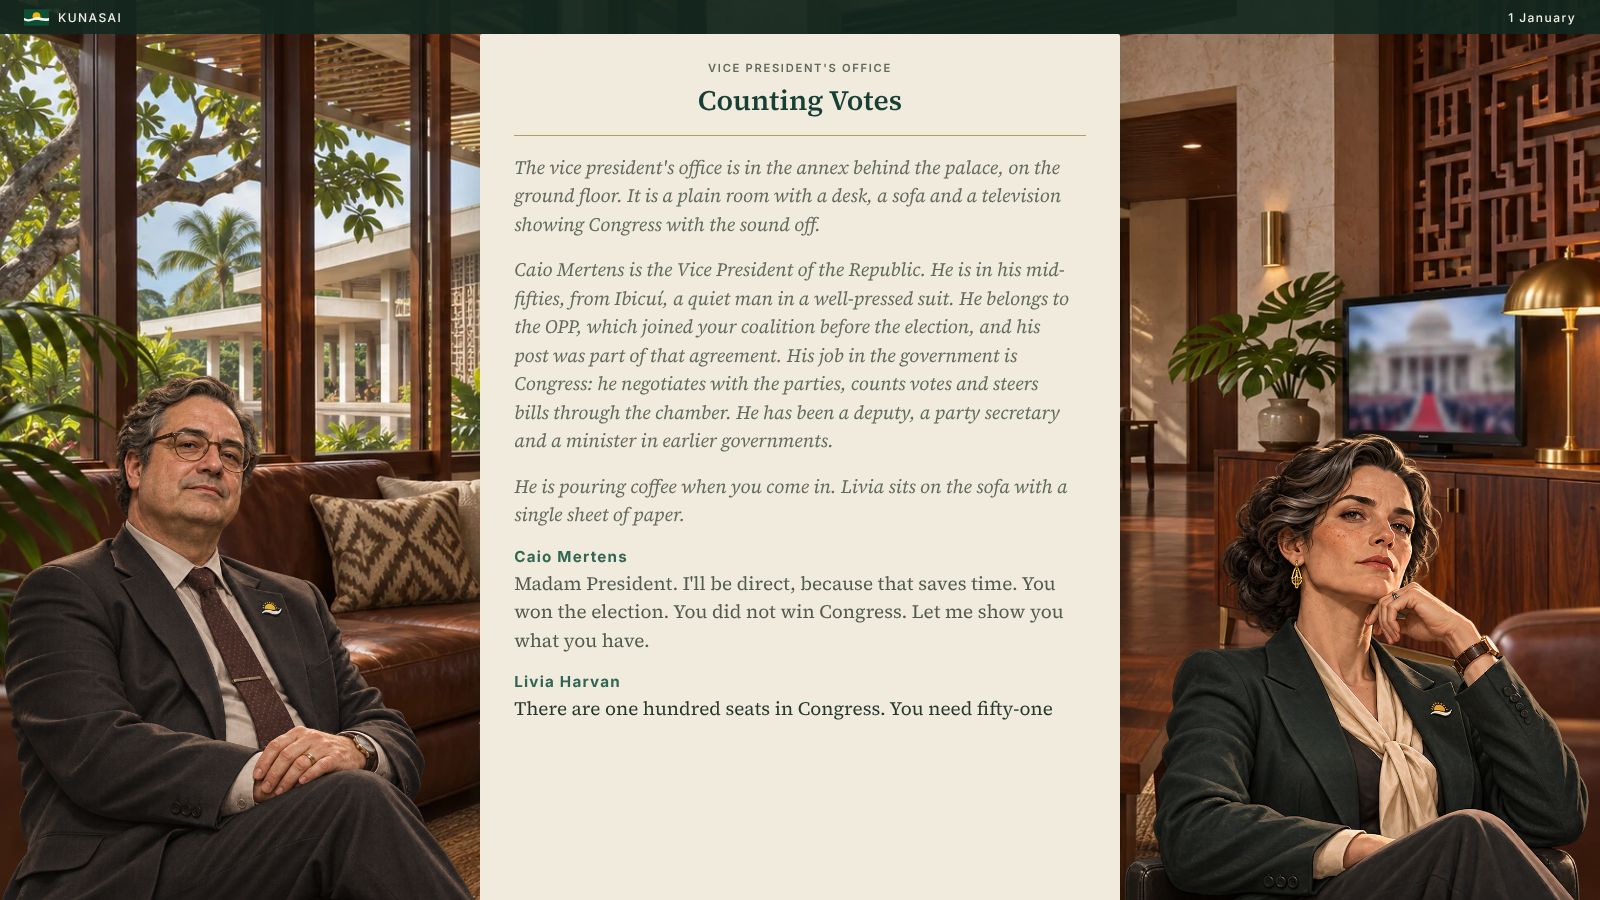 KUNASAI
1 January
VICE PRESIDENT'S OFFICE
Counting Votes
The vice president's office is in the annex behind the palace, on the
ground floor. It is a plain room with a desk, a sofa and a television
showing Congress with the sound off.
Caio Mertens is the Vice President of the Republic. He is in his mid-
fifties, from Ibicuí, a quiet man in a well-pressed suit. He belongs to
the OPP, which joined your coalition before the election, and his
post was part of that agreement. His job in the government is
Congress: he negotiates with the parties, counts votes and steers
bills through the chamber. He has been a deputy, a party secretary
and a minister in earlier governments.
He is pouring coffee when you come in. Livia sits on the sofa with a
single sheet of paper.
Caio Mertens
Madam President. I'll be direct, because that saves time. You
won the election. You did not win Congress. Let me show you
what you have.
Livia Harvan
There are one hundred seats in Congress. You need fifty-one